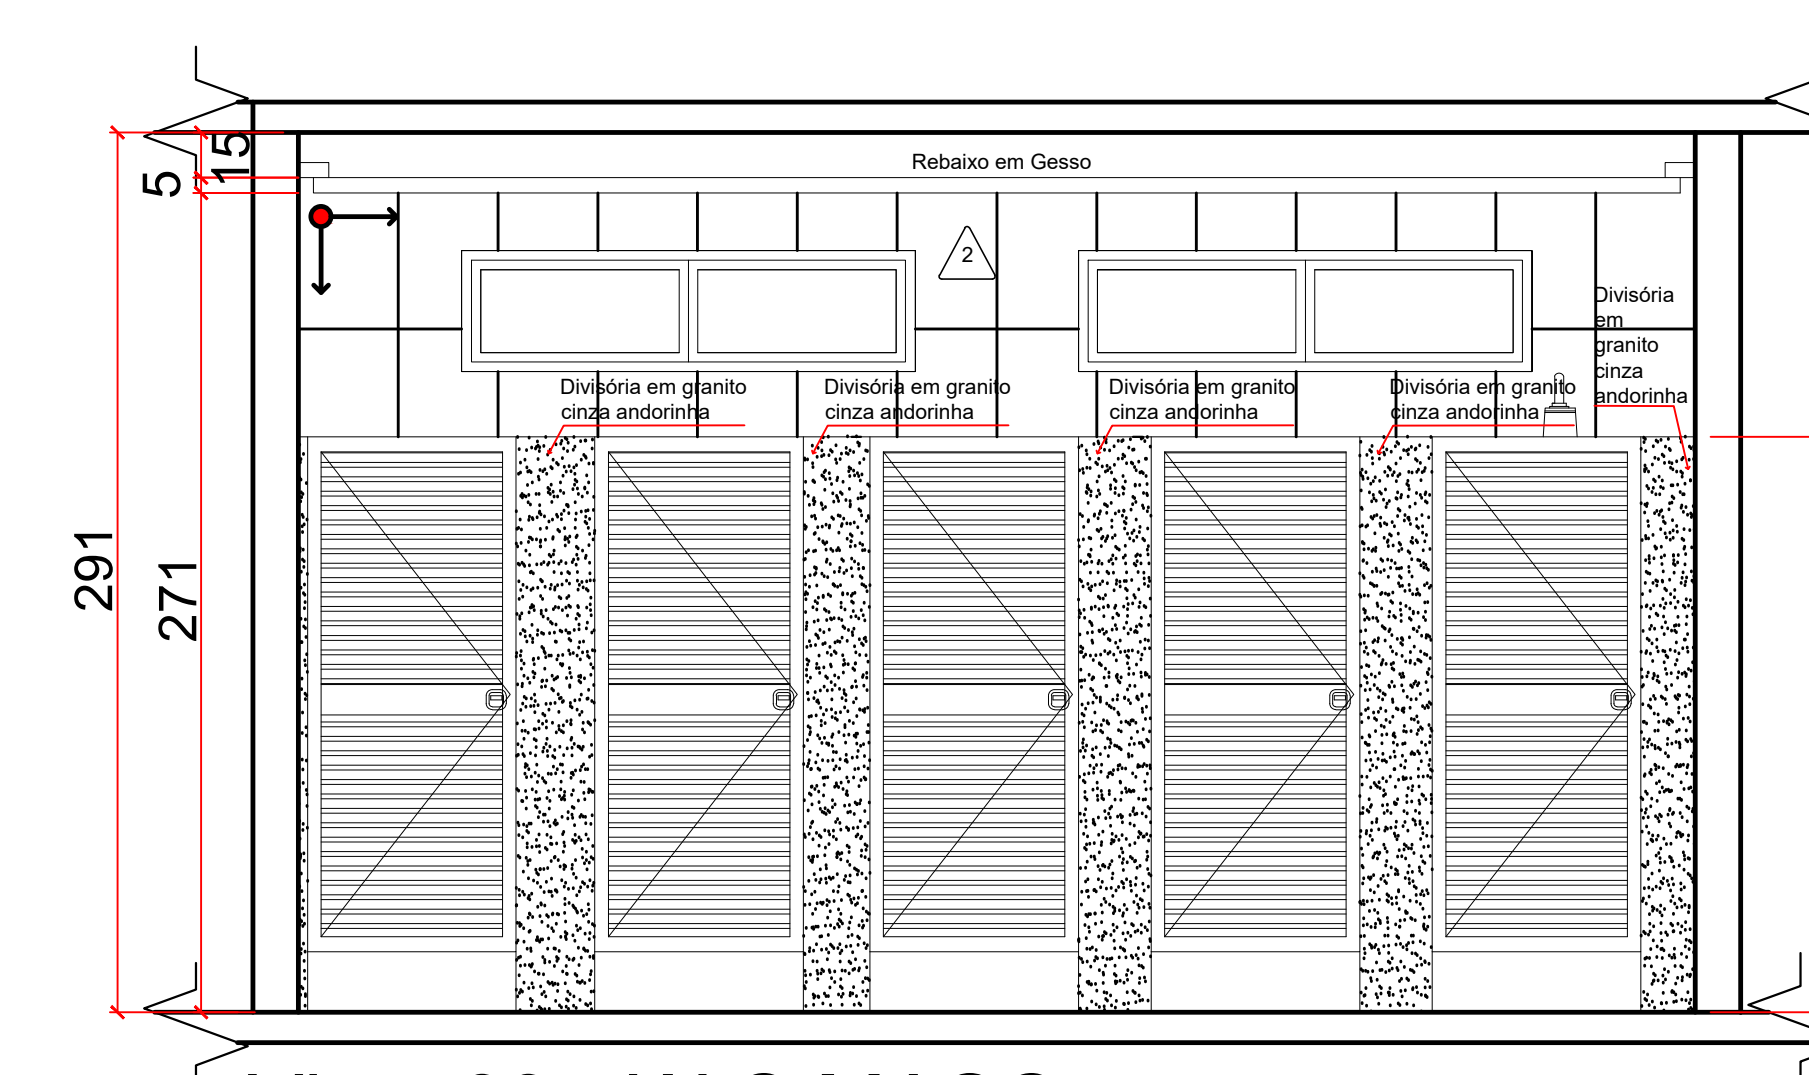 15
5
Rebaixo em Gesso
2
Divisória
em
granito
cinza
andorinha
Divisória em granito
cinza andorinha
Divisória em granito
cinza andorinha
Divisória em granito
cinza andorinha
Divisória em granito
cinza andorinha
291
271